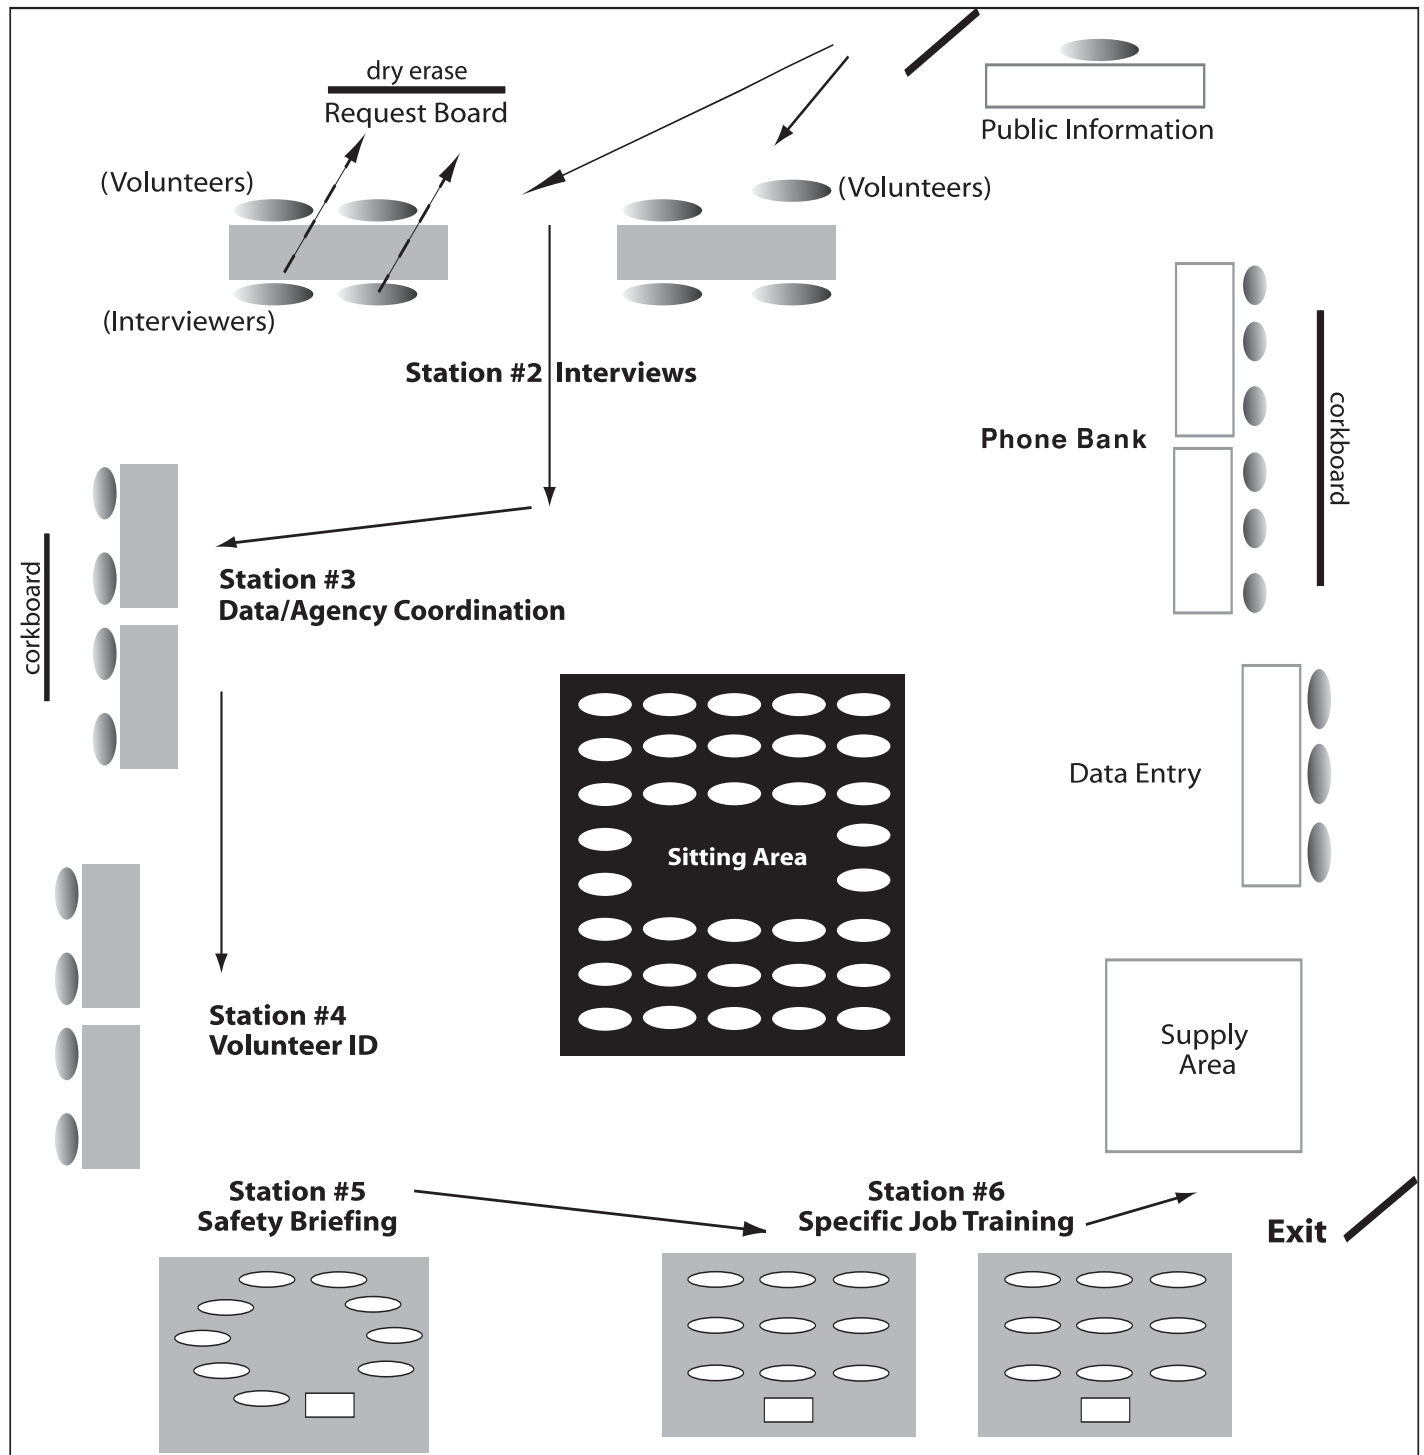 dry erase
Request Board
Public Information
(Volunteers)
(Volunteers)
(Interviewers)
Station #2 Interviews
Phone Bank
corkboard
corkboard
Station #3
Data/Agency Coordination
Data Entry
Sitting Area
Station #4
Volunteer ID
Supply
Area
Station #5
Safety Briefing
Station #6
Specific Job Training
Exit